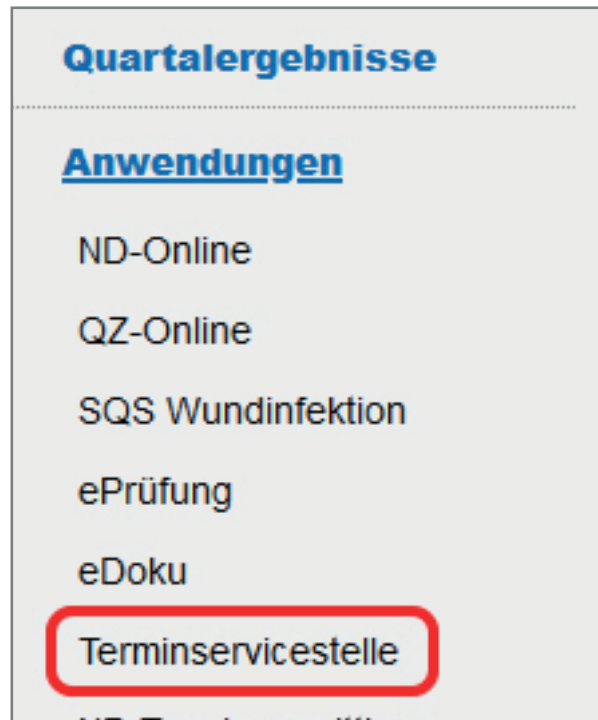 Quartalergebnisse
Anwendungen
ND-Online
QZ-Online
SQS Wundinfektion
ePrüfung
eDoku
Terminservicestelle